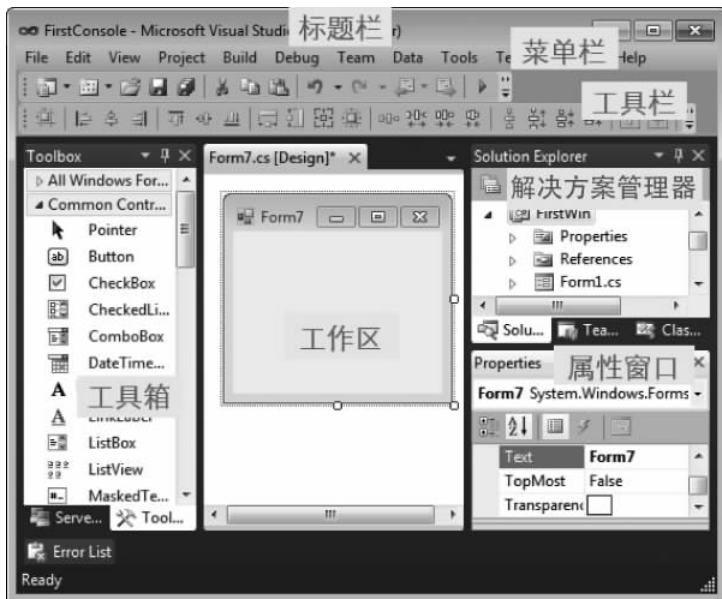 FirstConsole - Microsoft Visual Studi
标题栏
File Edit View Project Build Debug Team Data Tools
菜单栏
Help
工具栏
Toolbox
All Windows For...
Common Contr...
Pointer
Button
CheckBox
CheckedLi...
ComboBox
DateTime...
A
工具箱
A
ListBox
ListView
MaskedTe...
Serve... Tool...
Form7.cs [Design]*
Form7
工作区
Solution Explorer
解决方案管理器
FirstWin
Properties
References
Form1.cs
Solu... Tea... Clas...
Properties
属性窗口
Form7 System.Windows.Forms
Text Form7
TopMost False
Transparen
Error List
Ready